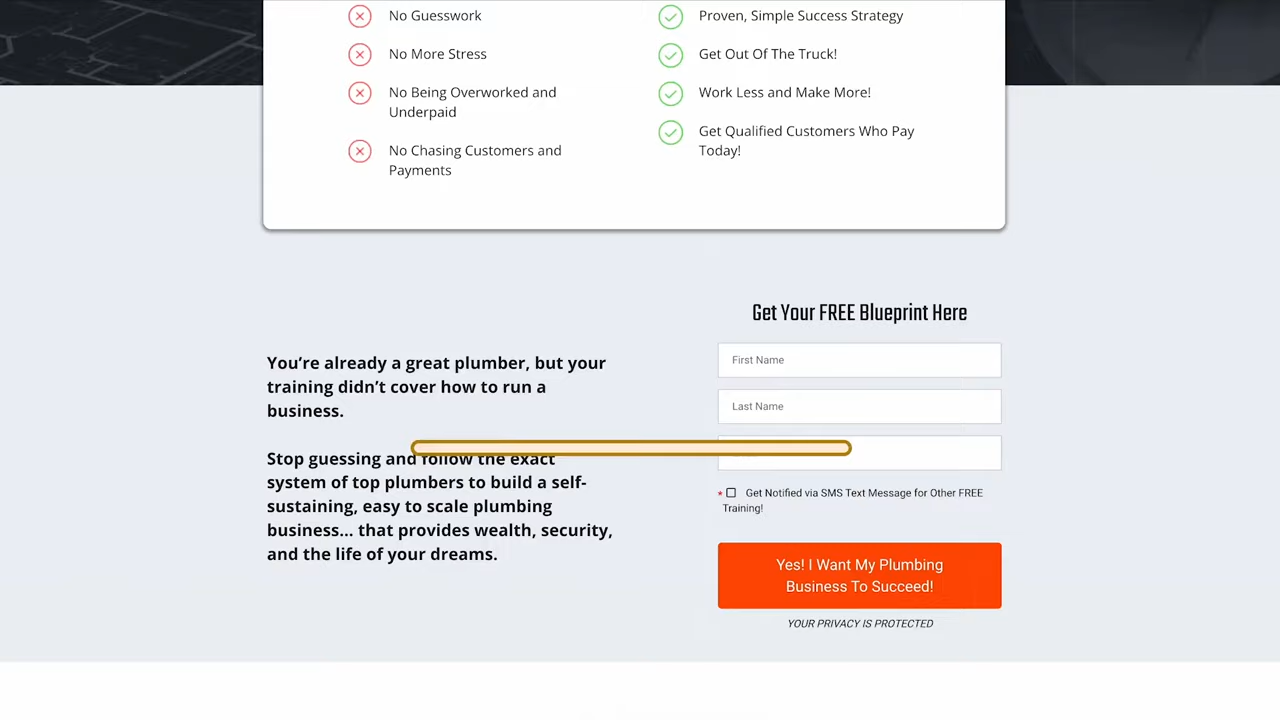 No Guesswork
No More Stress
No Being Overworked and
Underpaid
No Chasing Customers and
Payments
Proven, Simple Success Strategy
Get Out Of The Truck!
Work Less and Make More!
Get Qualified Customers Who Pay
Today!
You’re already a great plumber, but your
training didn’t cover how to run a
business.
Stop guessing and follow the exact
system of top plumbers to build a self-
sustaining, easy to scale plumbing
business... that provides wealth, security,
and the life of your dreams.
Get Your FREE Blueprint Here
First Name
Last Name
* Get Notified via SMS Text Message for Other FREE
Training!
Yes! I Want My Plumbing
Business To Succeed!
YOUR PRIVACY IS PROTECTED